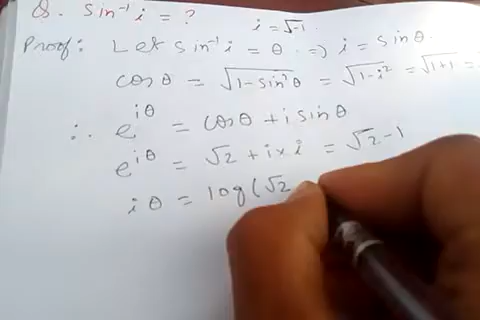 Q. sin⁻¹ i = ? i = √-1
Proof: Let sin⁻¹ i = θ ⇒ i = sin θ.
cos θ = √1-sin²θ = √1-i² = √1+1 =
∴ e^iθ = cos θ + i sin θ
e^iθ = √2 + i × i = √2 - 1
iθ = log(√2